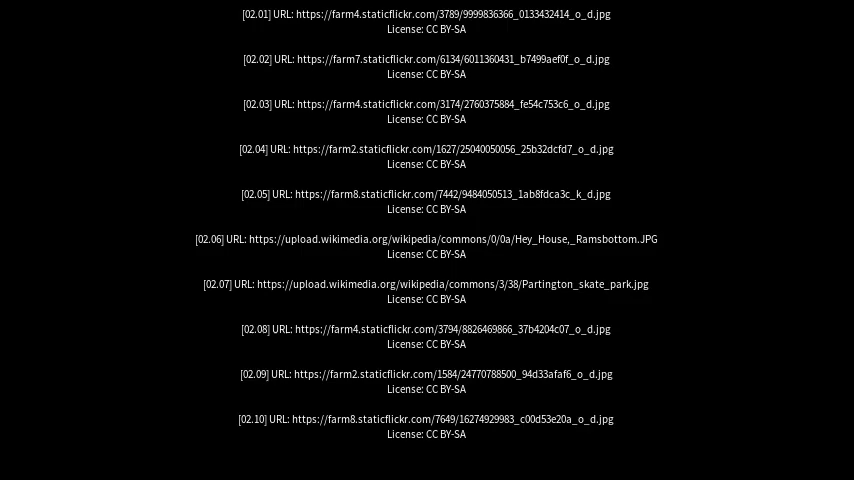 [02.01] URL: https://farm4.staticflickr.com/3789/9999836366_0133432414_o_d.jpg
License: CC BY-SA
[02.02] URL: https://farm7.staticflickr.com/6134/6011360431_b7499aef0f_o_d.jpg
License: CC BY-SA
[02.03] URL: https://farm4.staticflickr.com/3174/2760375884_fe54c753c6_o_d.jpg
License: CC BY-SA
[02.04] URL: https://farm2.staticflickr.com/1627/25040050056_25b32dcfd7_o_d.jpg
License: CC BY-SA
[02.05] URL: https://farm8.staticflickr.com/7442/9484050513_1ab8fdca3c_k_d.jpg
License: CC BY-SA
[02.06] URL: https://upload.wikimedia.org/wikipedia/commons/0/0a/Hey_House,_Ramsbottom.JPG
License: CC BY-SA
[02.07] URL: https://upload.wikimedia.org/wikipedia/commons/3/38/Partington_skate_park.jpg
License: CC BY-SA
[02.08] URL: https://farm4.staticflickr.com/3794/8826469866_37b4204c07_o_d.jpg
License: CC BY-SA
[02.09] URL: https://farm2.staticflickr.com/1584/24770788500_94d33afaf6_o_d.jpg
License: CC BY-SA
[02.10] URL: https://farm8.staticflickr.com/7649/16274929983_c00d53e20a_o_d.jpg
License: CC BY-SA